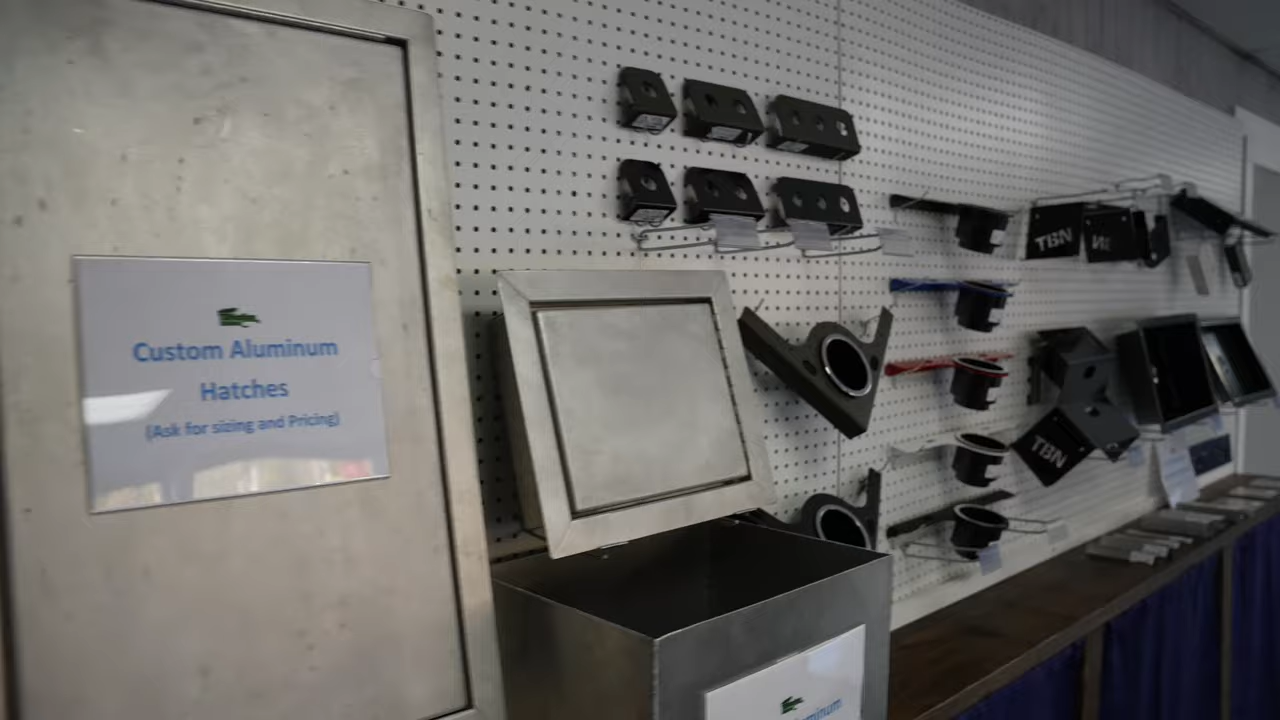 Custom Aluminum
Hatches
(Ask for sizing and Pricing)
TBN
TBN